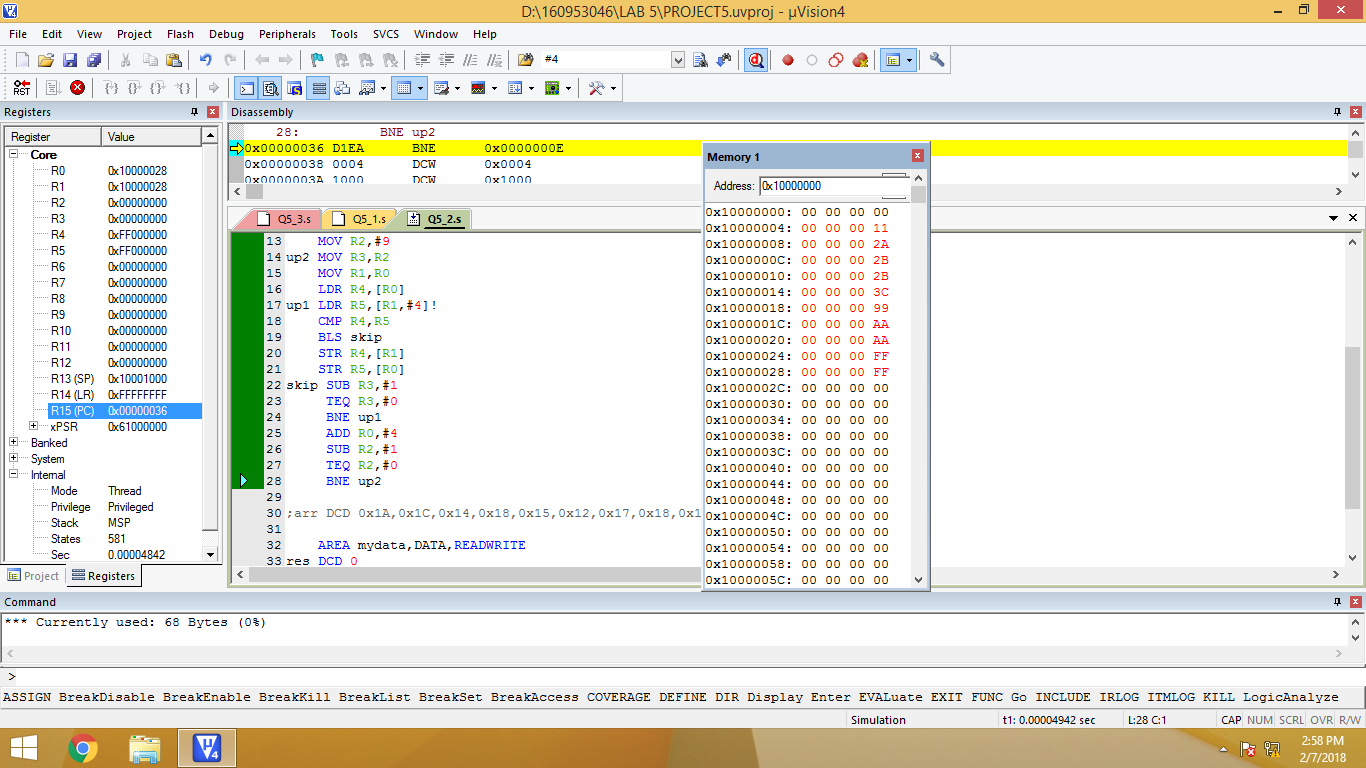 D:\160953046\LAB 5\PROJECT5.uvproj - µVision4
File Edit View Project Flash Debug Peripherals Tools SVCS Window Help
#4
RST
Registers
Register Value
Core
R0 0x10000028
R1 0x10000028
R2 0x00000000
R3 0x00000000
R4 0xFF000000
R5 0xFF000000
R6 0x00000000
R7 0x00000000
R8 0x00000000
R9 0x00000000
R10 0x00000000
R11 0x00000000
R12 0x00000000
R13 (SP) 0x10001000
R14 (LR) 0xFFFFFFFF
R15 (PC) 0x00000036
xPSR 0x61000000
Banked
System
Internal
Mode Thread
Privilege Privileged
Stack MSP
States 581
Sec 0.00004842
Project Registers
Disassembly
28: BNE up2
0x00000036 D1EA BNE 0x0000000E
0x00000038 0004 DCW 0x0004
0x0000003A 1000 DCW 0x1000
Q5_3.s Q5_1.s Q5_2.s
13 MOV R2,#9
14 up2 MOV R3,R2
15 MOV R1,R0
16 LDR R4,[R0]
17 up1 LDR R5,[R1,#4]!
18 CMP R4,R5
19 BLS skip
20 STR R4,[R1]
21 STR R5,[R0]
22 skip SUB R3,#1
23 TEQ R3,#0
24 BNE up1
25 ADD R0,#4
26 SUB R2,#1
27 TEQ R2,#0
28 BNE up2
29
30 ;arr DCD 0x1A,0x1C,0x14,0x18,0x15,0x12,0x17,0x18,0x1
31
32 AREA mydata,DATA,READWRITE
33 res DCD 0
Memory 1
Address: 0x10000000
0x10000000: 00 00 00 00
0x10000004: 00 00 00 11
0x10000008: 00 00 00 2A
0x1000000C: 00 00 00 2B
0x10000010: 00 00 00 2B
0x10000014: 00 00 00 3C
0x10000018: 00 00 00 99
0x1000001C: 00 00 00 AA
0x10000020: 00 00 00 AA
0x10000024: 00 00 00 FF
0x10000028: 00 00 00 FF
0x1000002C: 00 00 00 00
0x10000030: 00 00 00 00
0x10000034: 00 00 00 00
0x10000038: 00 00 00 00
0x1000003C: 00 00 00 00
0x10000040: 00 00 00 00
0x10000044: 00 00 00 00
0x10000048: 00 00 00 00
0x1000004C: 00 00 00 00
0x10000050: 00 00 00 00
0x10000054: 00 00 00 00
0x10000058: 00 00 00 00
0x1000005C: 00 00 00 00
Command
*** Currently used: 68 Bytes (0%)
>
ASSIGN BreakDisable BreakEnable BreakKill BreakList BreakSet BreakAccess COVERAGE DEFINE DIR Display Enter EVALuate EXIT FUNC Go INCLUDE IRLOG ITMLOG KILL LogicAnalyze
Simulation t1: 0.00004942 sec L:28 C:1 CAP NUM SCRL OVR R/W
2:58 PM
2/7/2018